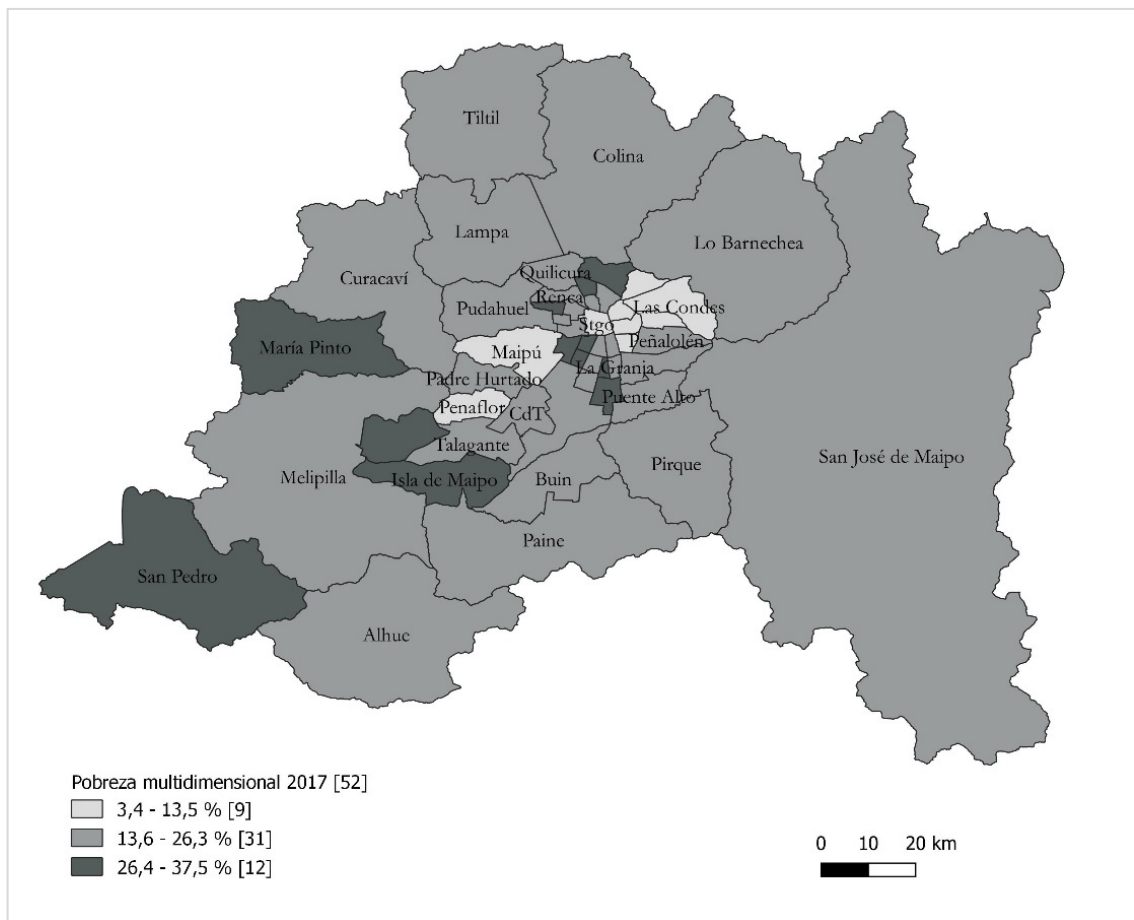 Tiltil
Colina
Lampa
Lo Barnechea
Curacaví
Quilicura
Renca
Pudahuel
Las Condes
Stgo
María Pinto
Maipú
Peñalolén
La Granja
Padre Hurtado
Puente Alto
Penaflor
CdT
Talagante
San José de Maipo
Pirque
Melipilla
Isla de Maipo
Buin
Paine
San Pedro
Alhue
Pobreza multidimensional 2017 [52]
3,4 - 13,5 % [9]
13,6 - 26,3 % [31]
26,4 - 37,5 % [12]
0 10 20 km